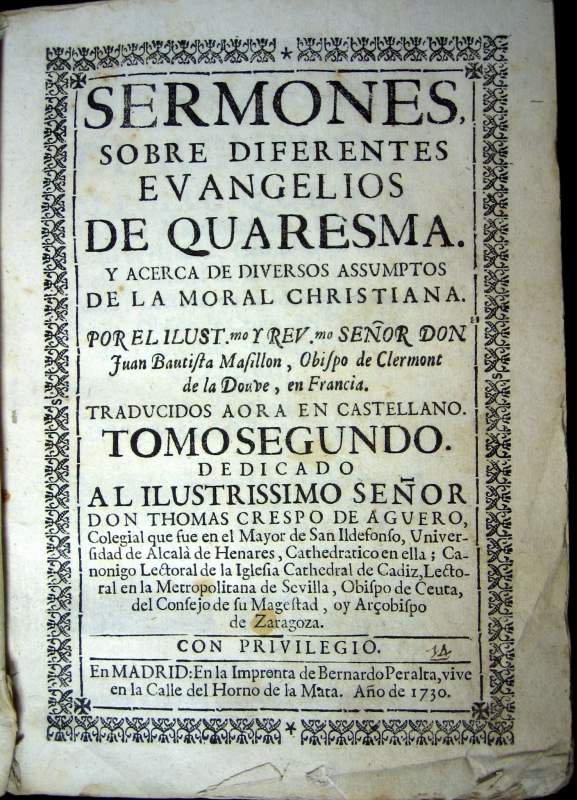 SERMONES,
SOBRE DIFERENTES
EVANGELIOS
DE QUARESMA.
Y ACERCA DE DIVERSOS ASSUMPTOS
DE LA MORAL CHRISTIANA.
POR EL ILUST.mo Y REV.mo SEÑOR DON
Juan Bautista Masillon, Obispo de Clermont
de la Douve, en Francia.
TRADUCIDOS AORA EN CASTELLANO.
TOMO SEGUNDO.
DEDICADO
AL ILUSTRISSIMO SEÑOR
DON THOMAS CRESPO DE AGUERO,
Colegial que fue en el Mayor de San Ildefonso, Univer-
sidad de Alcalà de Henares, Cathedratico en ella; Ca-
nonigo Lectoral de la Iglesia Cathedral de Cadiz, Lecto-
ral en la Metropolitana de Sevilla, Obispo de Ceuta,
del Consejo de su Magestad, oy Arçobispo
de Zaragoza.
CON PRIVILEGIO.
En MADRID: En la Imprenta de Bernardo Peralta, vive
en la Calle del Horno de la Mata. Año de 1730.